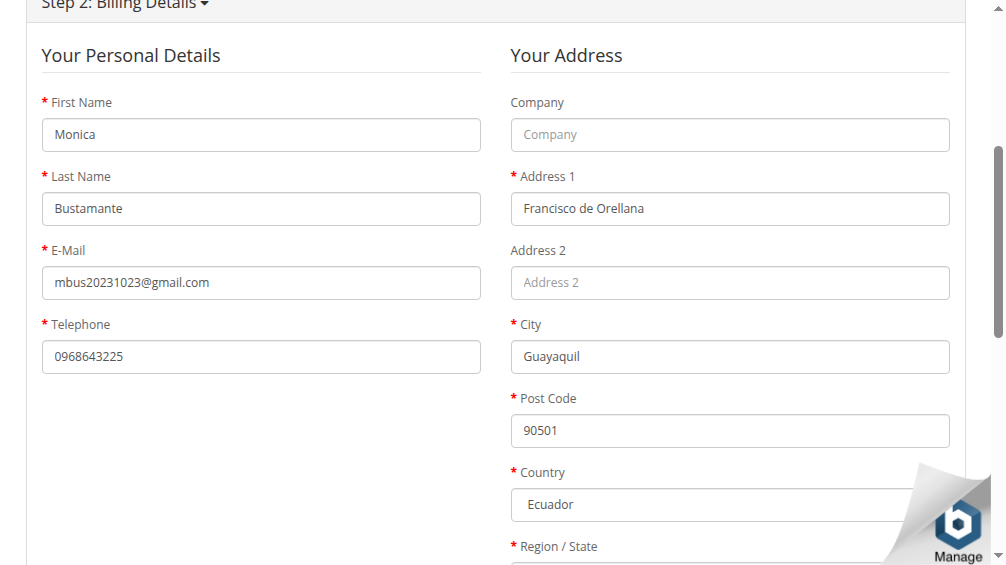 Step 2: Billing Details
Your Personal Details
* First Name
Monica
* Last Name
Bustamante
* E-Mail
mbus20231023@gmail.com
* Telephone
0968643225
Your Address
Company
Company
* Address 1
Francisco de Orellana
Address 2
Address 2
* City
Guayaquil
* Post Code
90501
* Country
Ecuador
* Region / State
b
Manage